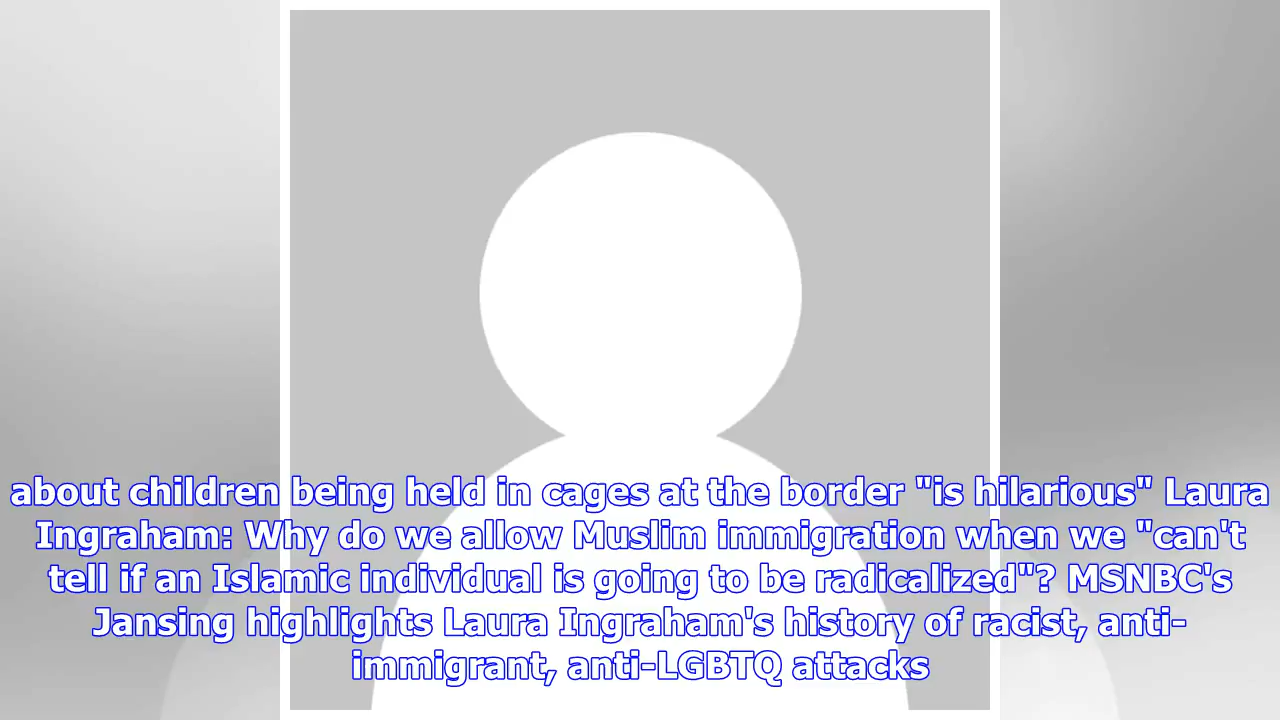 about children being held in cages at the border "is hilarious" Laura
Ingraham: Why do we allow Muslim immigration when we "can't
tell if an Islamic individual is going to be radicalized"? MSNBC's
Jansing highlights Laura Ingraham's history of racist, anti-
immigrant, anti-LGBTQ attacks